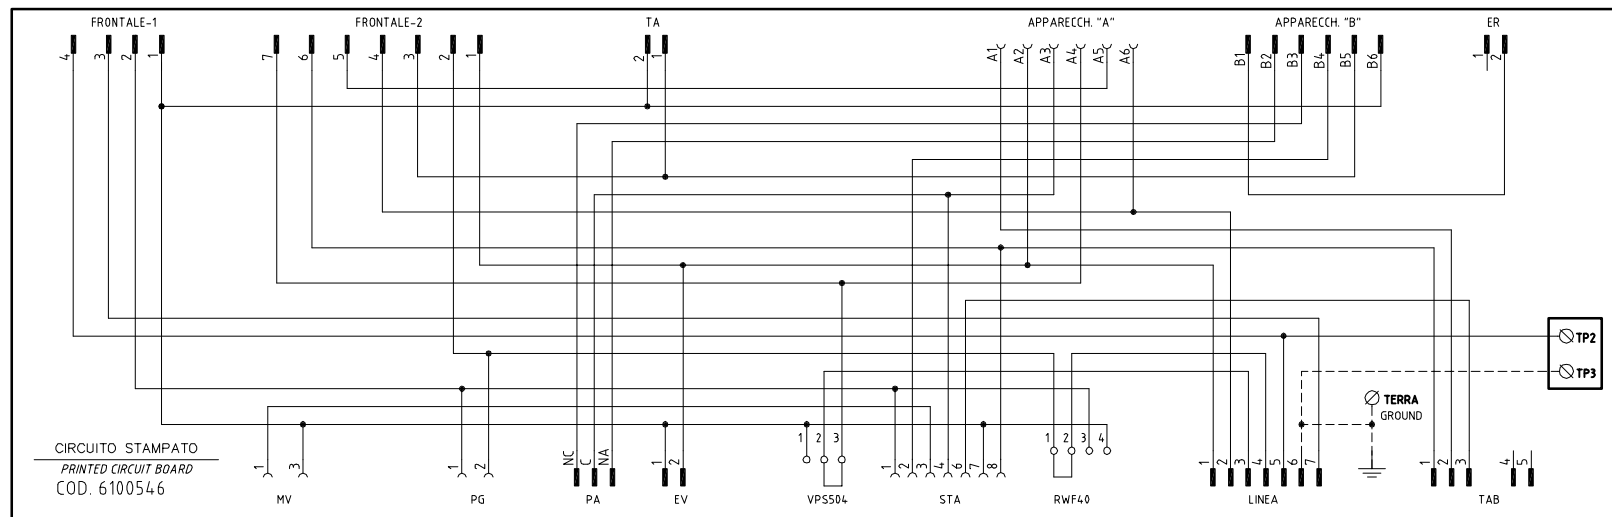 FRONTALE-1 FRONTALE-2 TA APPARECCH. "A" APPARECCH. "B" ER
4 3 2 1 7 6 5 4 3 2 1 2 1 A1 A2 A3 A4 A5 A6 B1 B2 B3 B4 B5 B6 1 2
TP2
TP3
TERRA
GROUND
CIRCUITO STAMPATO
PRINTED CIRCUIT BOARD
COD. 6100546
1 3 1 2 NC C NA 1 2 1 2 3 1 2 3 4 6 7 8 1 2 3 4 1 2 3 4 5 6 7 1 2 3 4 5
MV PG PA EV VPS504 STA RWF40 LINEA TAB